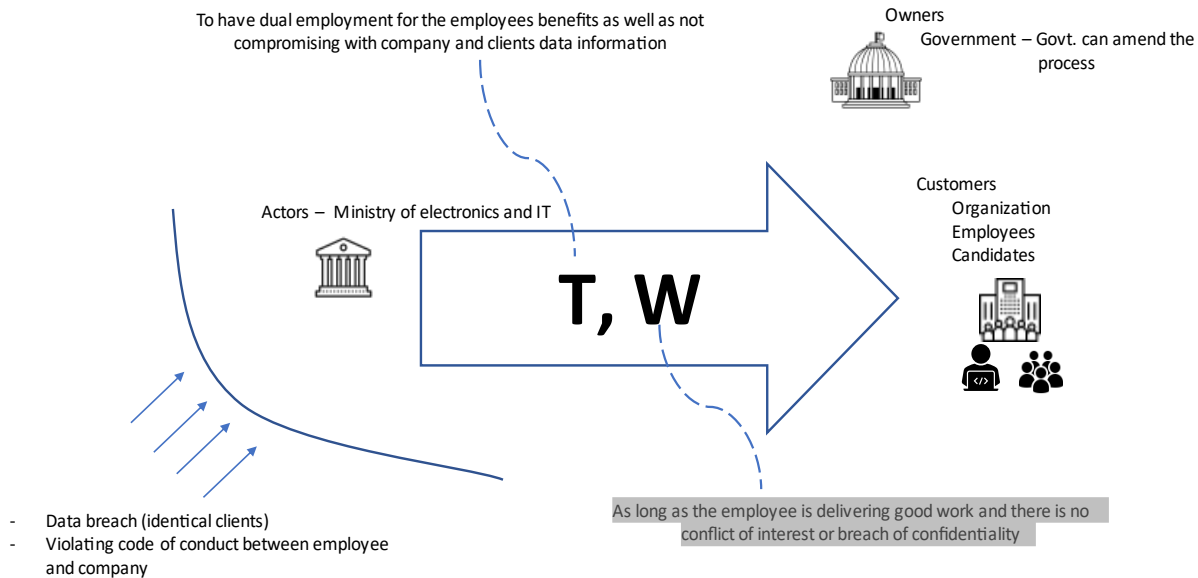 To have dual employment for the employees benefits as well as not
compromising with company and clients data information
Owners
Government – Govt. can amend the
process
Actors – Ministry of electronics and IT
Customers
Organization
Employees
Candidates
T, W
</>
As long as the employee is delivering good work and there is no
conflict of interest or breach of confidentiality
- Data breach (identical clients)
- Violating code of conduct between employee
and company